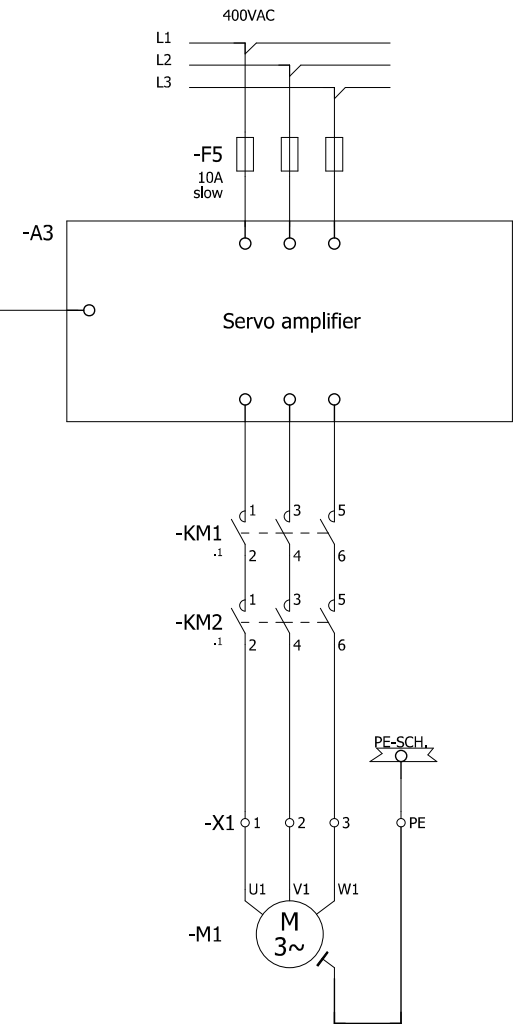 400VAC
L1
L2
L3
-F5
10A
slow
-A3
Servo amplifier
1 3 5
-KM1
.1
2 4 6
1 3 5
-KM2
.1
2 4 6
PE-SCH.
-X1 1 2 3 PE
U1 V1 W1
-M1
M
3~